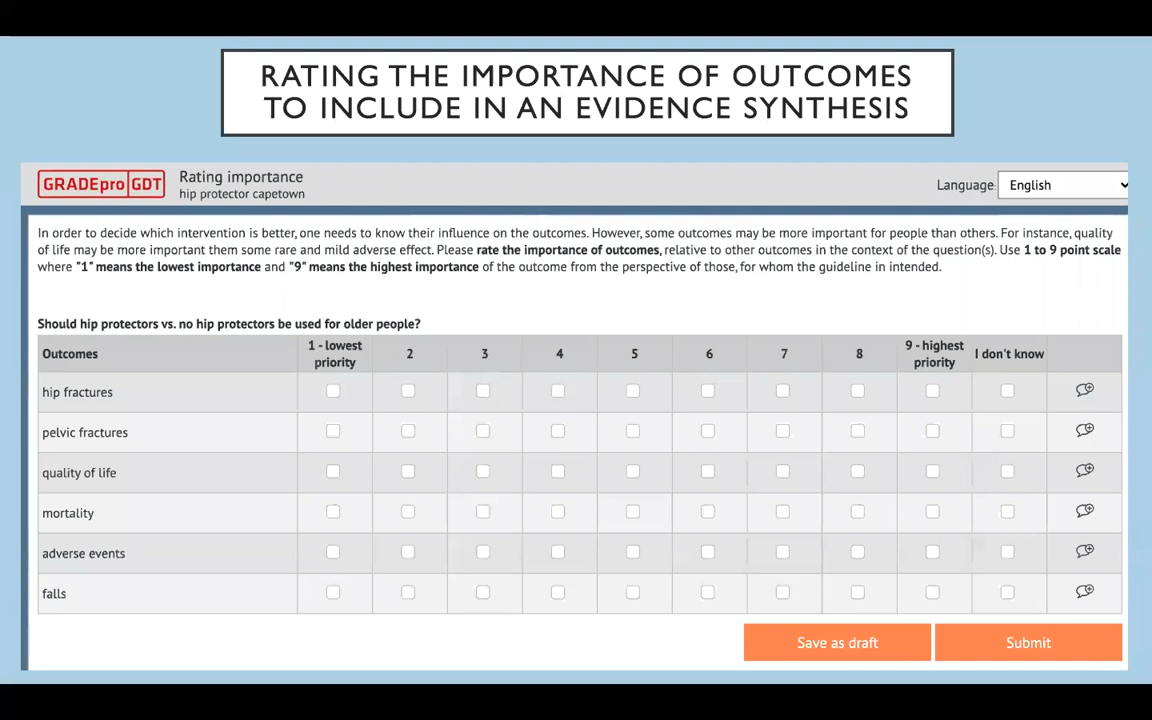 RATING THE IMPORTANCE OF OUTCOMES
TO INCLUDE IN AN EVIDENCE SYNTHESIS
GRADEpro GDT
Rating importance
hip protector capetown
Language
English
In order to decide which intervention is better, one needs to know their influence on the outcomes. However, some outcomes may be more important for people than others. For instance, quality
of life may be more important them some rare and mild adverse effect. Please rate the importance of outcomes, relative to other outcomes in the context of the question(s). Use 1 to 9 point scale
where "1" means the lowest importance and "9" means the highest importance of the outcome from the perspective of those, for whom the guideline in intended.
Should hip protectors vs. no hip protectors be used for older people?
Outcomes
1 - lowest
priority
2
3
4
5
6
7
8
9 - highest
priority
I don't know
hip fractures
pelvic fractures
quality of life
mortality
adverse events
falls
Save as draft
Submit